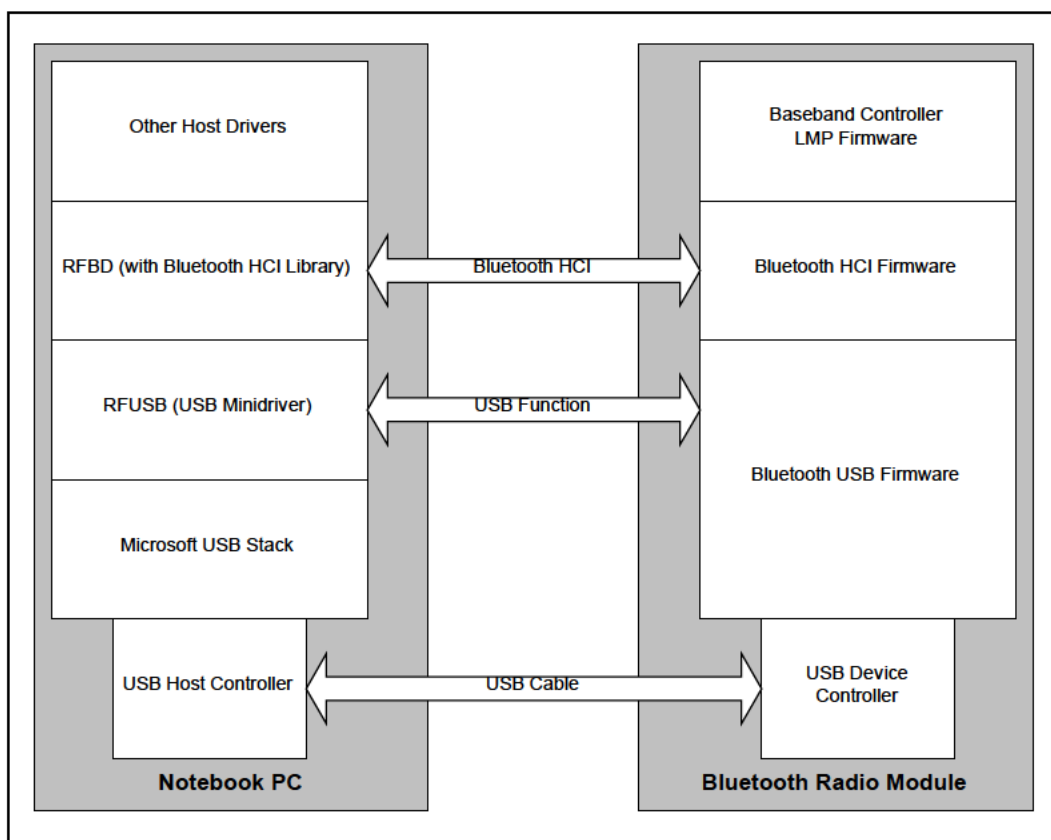 Other Host Drivers
Baseband Controller
LMP Firmware
RFBD (with Bluetooth HCI Library)
Bluetooth HCI
Bluetooth HCI Firmware
RFUSB (USB Minidriver)
USB Function
Bluetooth USB Firmware
Microsoft USB Stack
USB Host Controller
USB Cable
USB Device
Controller
Notebook PC
Bluetooth Radio Module